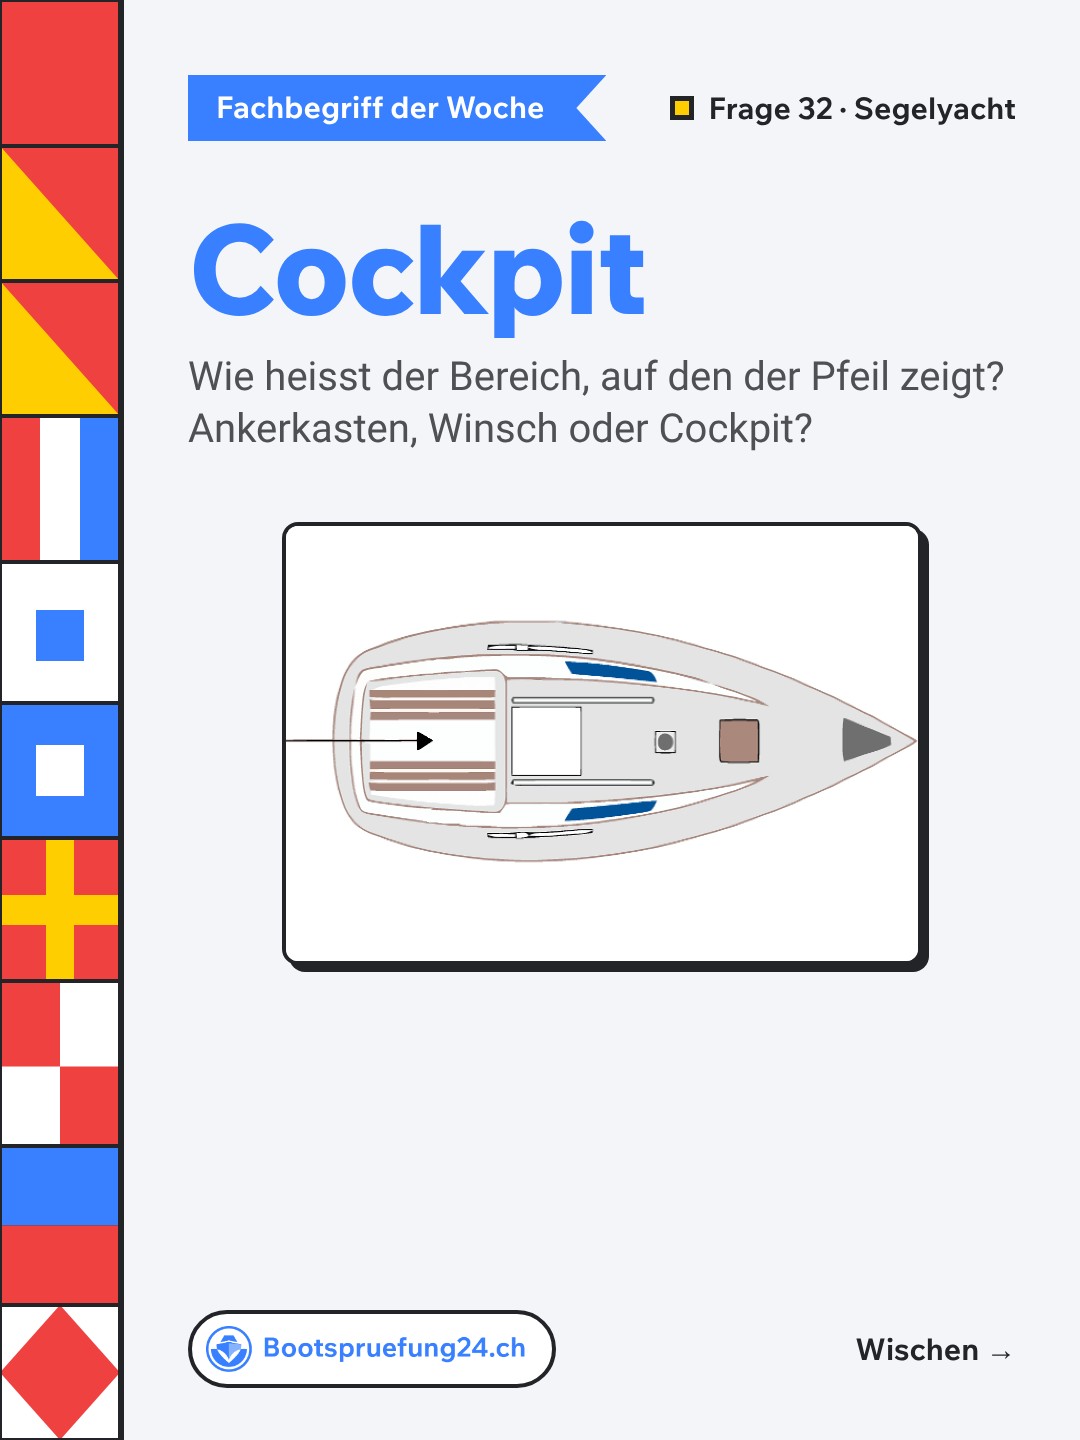 Fachbegriff der Woche
Frage 32 · Segelyacht
Cockpit
Wie heisst der Bereich, auf den der Pfeil zeigt?
Ankerkasten, Winsch oder Cockpit?
Bootspruefung24.ch
Wischen →